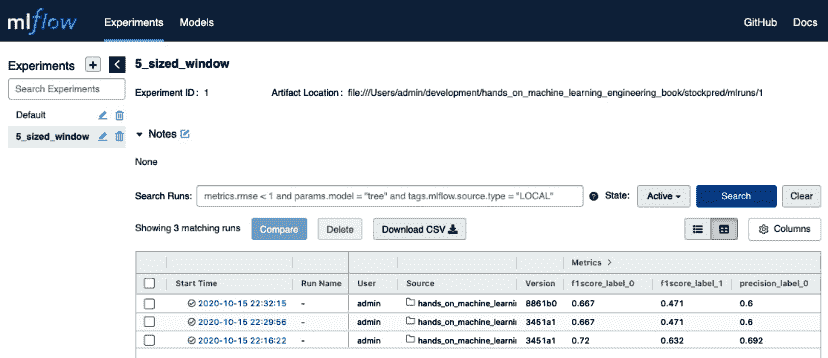 mlflow Experiments Models GitHub Docs
Experiments
Search Experiments
Default
5_sized_window
5_sized_window
Experiment ID : 1 Artifact Location : file:///Users/admin/development/hands_on_machine_learning_engineering_book/stockpred/mlruns/1
Notes
None
Search Runs: metrics.rmse < 1 and params.model = "tree" and tags.mlflow.source.type = "LOCAL" State: Active Search Clear
Showing 3 matching runs Compare Delete Download CSV Columns
Metrics
Start Time Run Name User Source Version f1score_label_0 f1score_label_1 precision_label_0
2020-10-15 22:32:15 - admin hands_on_machine_learnin 8861b0 0.667 0.471 0.6
2020-10-15 22:29:56 - admin hands_on_machine_learnin 3451a1 0.667 0.471 0.6
2020-10-15 22:16:22 - admin hands_on_machine_learnin 3451a1 0.72 0.632 0.692